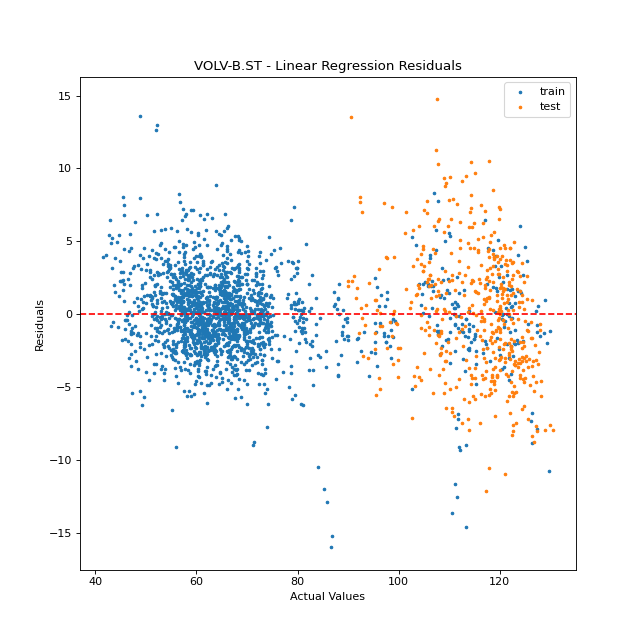 VOLV-B.ST - Linear Regression Residuals
train
test
15
10
5
0
−5
−10
−15
Residuals
40
60
80
100
120
Actual Values